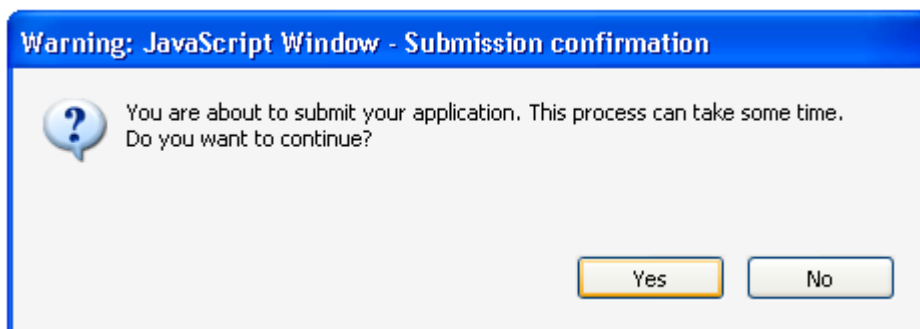 Warning: JavaScript Window - Submission confirmation
You are about to submit your application. This process can take some time.
Do you want to continue?
Yes
No